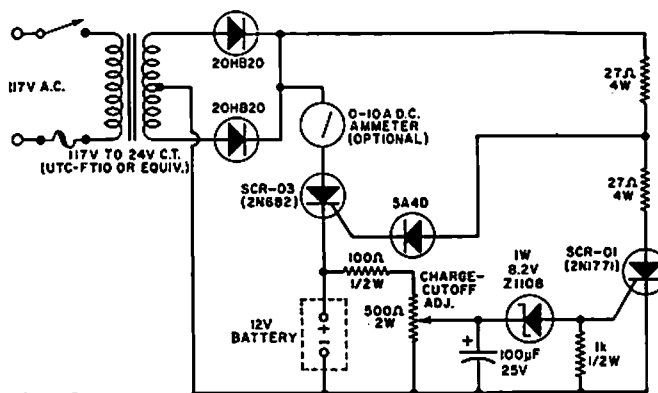 20HB20
27Ω
4W
117V A.C.
20HB20
0-10A D.C.
AMMETER
(OPTIONAL)
117V TO 24V C.T.
(UTC-FT10 OR EQUIV.)
SCR-03
(2N682)
5A4D
27Ω
4W
SCR-01
(2N1771)
100Ω
1/2W
CHARGE-
CUTOFF
ADJ.
1W
8.2V
Z1108
12V
BATTERY
+
-
500Ω
2W
+
100μF
25V
1k
1/2W